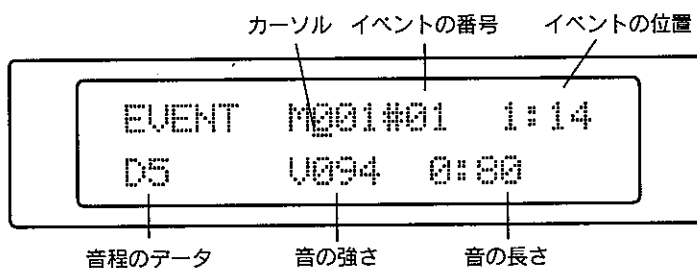 カーソル イベントの番号 イベントの位置
EVENT M001#01 1:14
D5 V094 0:80
音程のデータ 音の強さ 音の長さ